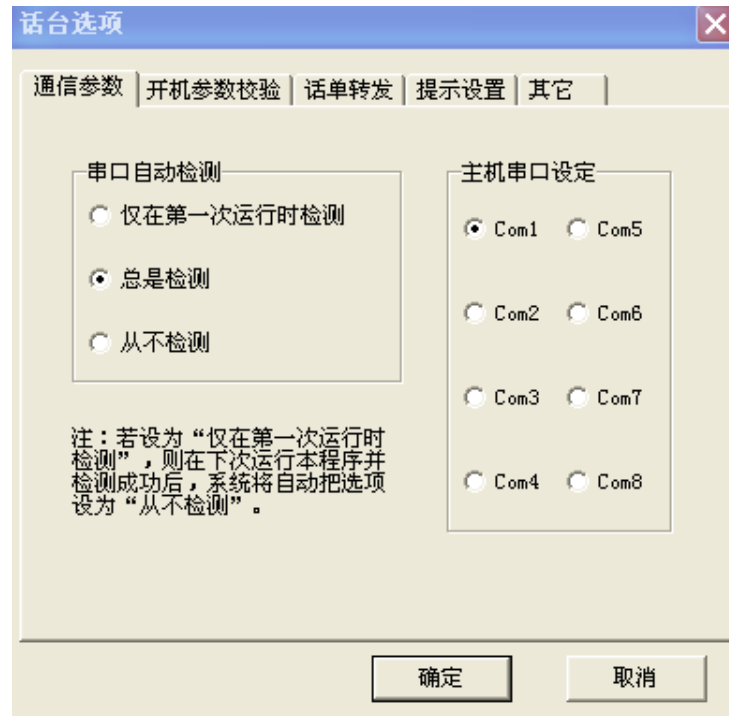 话台选项
通信参数 开机参数校验 话单转发 提示设置 其它
串口自动检测
仅在第一次运行时检测
总是检测
从不检测
注：若设为“仅在第一次运行时
检测”，则在下次运行本程序并
检测成功后，系统将自动把选项
设为“从不检测”。
主机串口设定
Com1 Com5
Com2 Com6
Com3 Com7
Com4 Com8
确定 取消